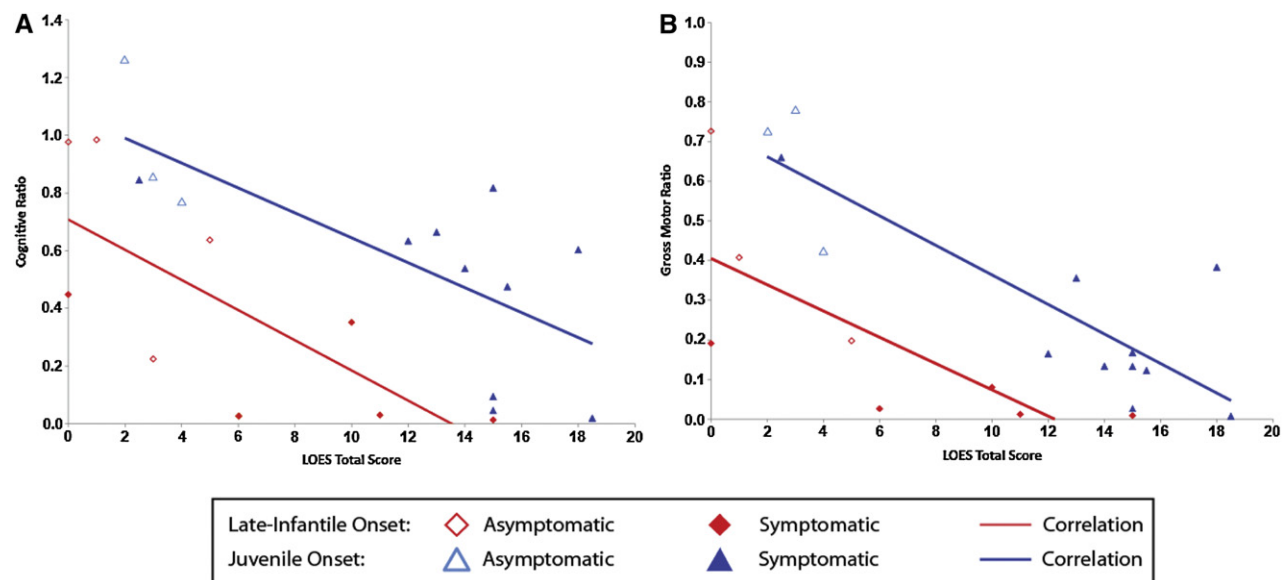 A
B
1.4
1.2
1.0
0.8
0.6
0.4
0.2
0.0
Cognitive Ratio
0 2 4 6 8 10 12 14 16 18 20
LOES Total Score
1.0
0.9
0.8
0.7
0.6
0.5
0.4
0.3
0.2
0.1
0.0
Gross Motor Ratio
0 2 4 6 8 10 12 14 16 18 20
LOES Total Score
Late-Infantile Onset: Asymptomatic Symptomatic Correlation
Juvenile Onset: Asymptomatic Symptomatic Correlation